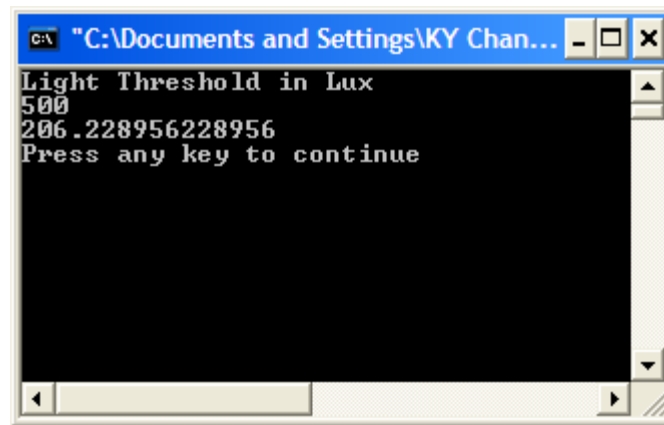 "C:\Documents and Settings\KY Chan...
Light Threshold in Lux
500
206.228956228956
Press any key to continue